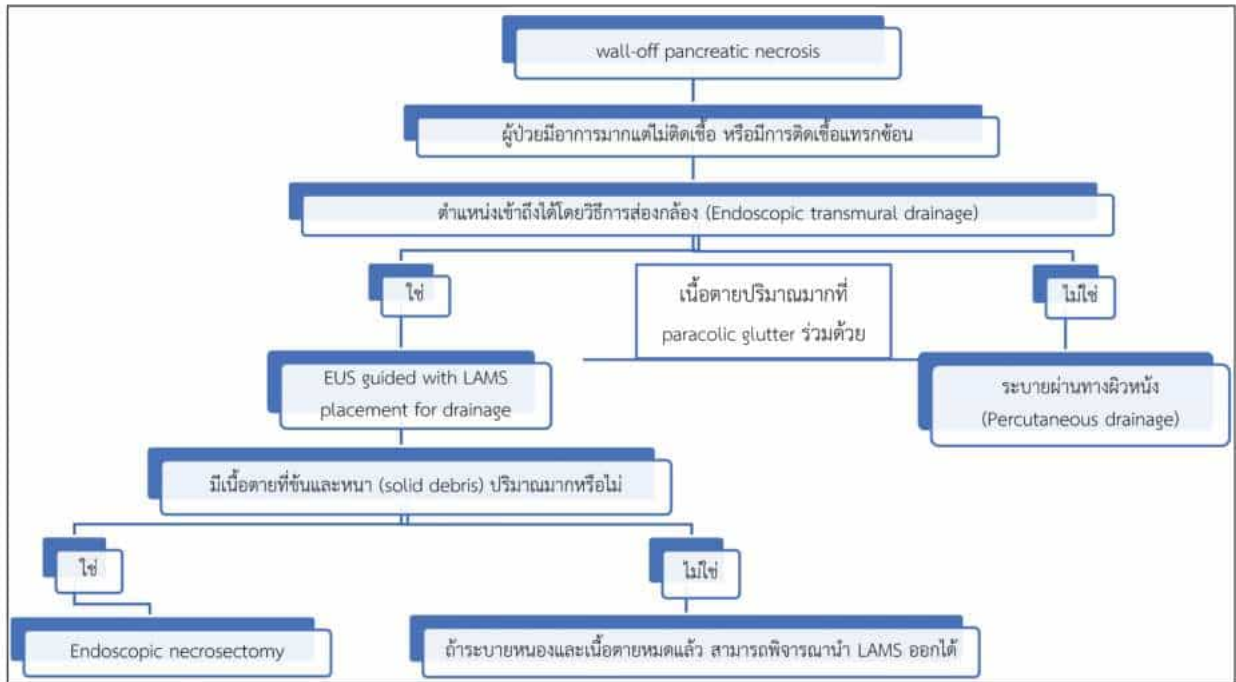 wall-off pancreatic necrosis
ผู้ป่วยมีอาการมากแต่ไม่ติดเชื้อ หรือมีการติดเชื้อแทรกซ้อน
ตำแหน่งเข้าถึงได้โดยวิธีการส่องกล้อง (Endoscopic transmural drainage)
ใช่
เนื้อตายปริมาณมากที่
paracolic glutter ร่วมด้วย
ไม่ใช่
EUS guided with LAMS
placement for drainage
ระบายผ่านทางผิวหนัง
(Percutaneous drainage)
มีเนื้อตายที่ข้นและหนา (solid debris) ปริมาณมากหรือไม่
ใช่
ไม่ใช่
Endoscopic necrosectomy
ถ้าระบายหนองและเนื้อตายหมดแล้ว สามารถพิจารณานำ LAMS ออกได้